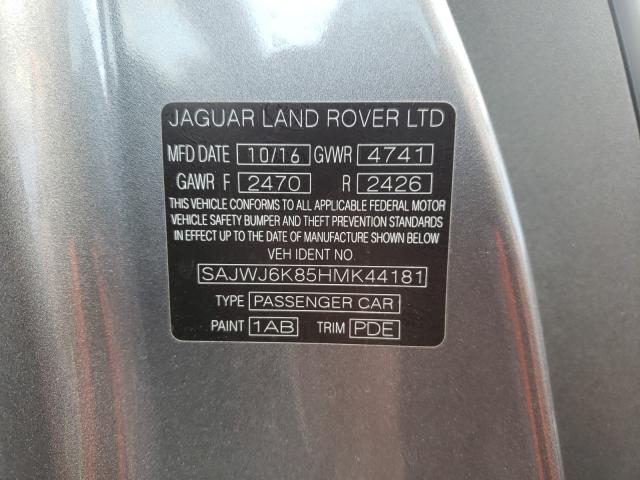 JAGUAR LAND ROVER LTD
MFD DATE 10/16 GVWR 4741
GAWR F 2470 R 2426
THIS VEHICLE CONFORMS TO ALL APPLICABLE FEDERAL MOTOR
VEHICLE SAFETY BUMPER AND THEFT PREVENTION STANDARDS
IN EFFECT UP TO THE DATE OF MANUFACTURE SHOWN BELOW
VEH IDENT NO.
SAJWJ6K85HMK44181
TYPE PASSENGER CAR
PAINT 1AB TRIM PDE